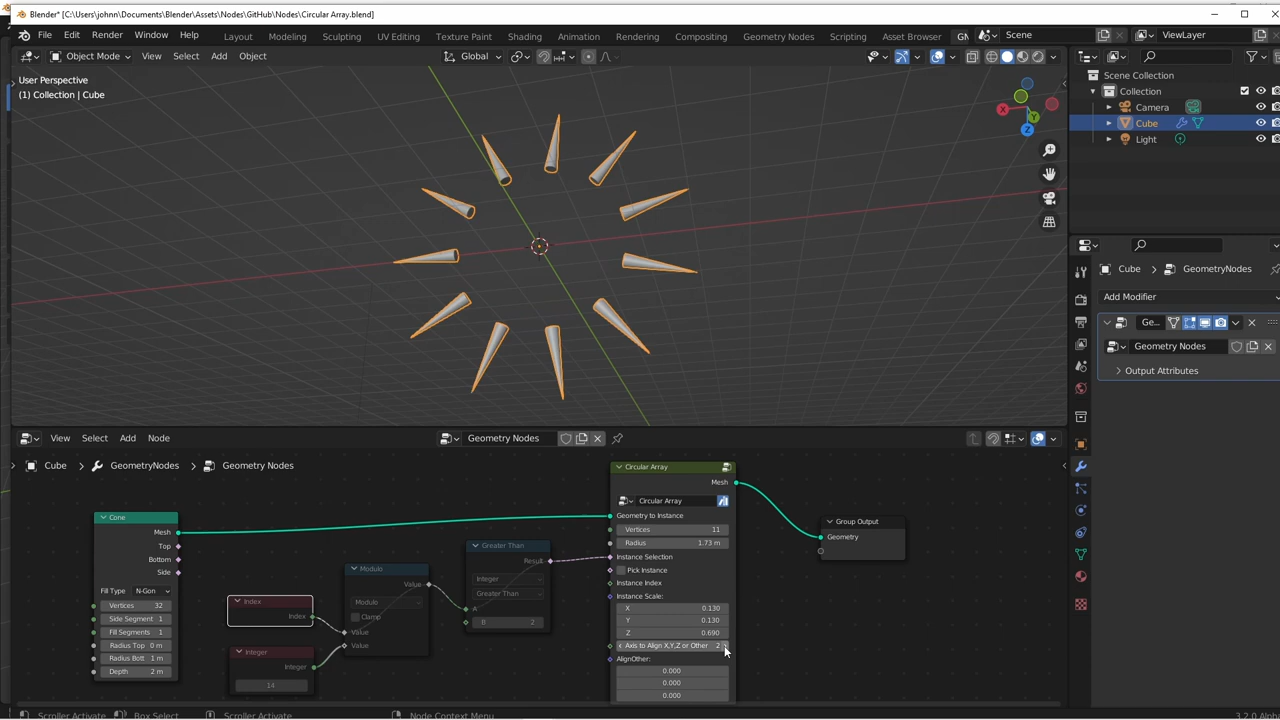 Blender* [C:\Users\johnn\Documents\Blender\Assets\Nodes\GitHub\Nodes\Circular Array.blend]
File Edit Render Window Help Layout Modeling Sculpting UV Editing Texture Paint Shading Animation Rendering Compositing Geometry Nodes Scripting Asset Browser GN Scene ViewLayer
Object Mode View Select Add Object Global
User Perspective
(1) Collection | Cube
X
Y
Z
Scene Collection
Collection
Camera
Cube
Light
Cube GeometryNodes
Add Modifier
Ge...
Geometry Nodes
Output Attributes
View Select Add Node Geometry Nodes
Cube GeometryNodes Geometry Nodes
Cone
Mesh
Top
Bottom
Side
Fill Type N-Gon
Vertices 32
Side Segment 1
Fill Segments 1
Radius Top 0 m
Radius Bott 1 m
Depth 2 m
Index
Index
Integer
Integer
14
Modulo
Value
Modulo
Clamp
Value
Value
Greater Than
Result
Integer
Greater Than
A
B 2
Circular Array
Mesh
Circular Array
Geometry to Instance
Vertices 11
Radius 1.73 m
Instance Selection
Pick Instance
Instance Index
Instance Scale:
X 0.130
Y 0.130
Z 0.690
Axis to Align X,Y,Z or Other 2
AlignOther:
0.000
0.000
0.000
Group Output
Geometry
Scroller Activate Box Select Scroller Activate Node Context Menu 3.2.0 Alpha